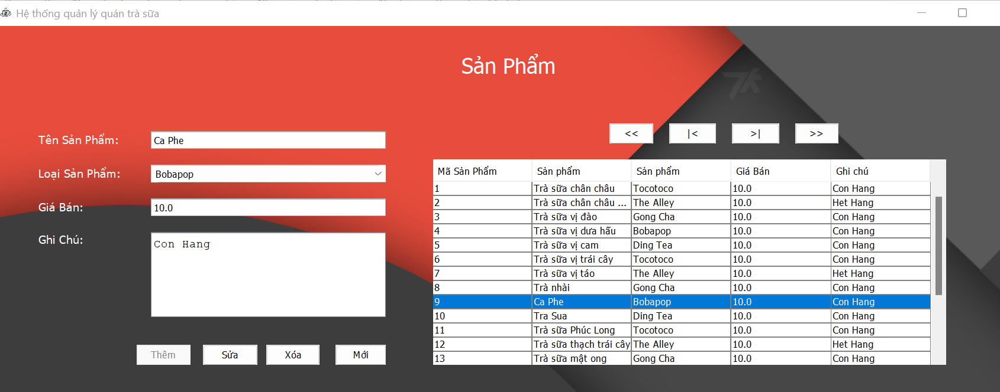 Hệ thống quản lý quán trà sữa
Sản Phẩm
Tên Sản Phẩm: Ca Phe
Loại Sản Phẩm: Bobapop
Giá Bán: 10.0
Ghi Chú: Con Hang
Thêm Sửa Xóa Mới
<< |< >| >>
Mã Sản Phẩm Sản phẩm Sản phẩm Giá Bán Ghi chú
1 Trà sữa chân châu Tocotoco 10.0 Con Hang
2 Trà sữa chân châu ... The Alley 10.0 Het Hang
3 Trà sữa vị đào Gong Cha 10.0 Con Hang
4 Trà sữa vị dưa hấu Bobapop 10.0 Con Hang
5 Trà sữa vị cam Ding Tea 10.0 Con Hang
6 Trà sữa vị trái cây Tocotoco 10.0 Con Hang
7 Trà sữa vị táo The Alley 10.0 Het Hang
8 Trà nhài Gong Cha 10.0 Con Hang
9 Ca Phe Bobapop 10.0 Con Hang
10 Tra Sua Ding Tea 10.0 Con Hang
11 Trà sữa Phúc Long Tocotoco 10.0 Con Hang
12 Trà sữa thạch trái cây The Alley 10.0 Het Hang
13 Trà sữa mật ong Gong Cha 10.0 Con Hang